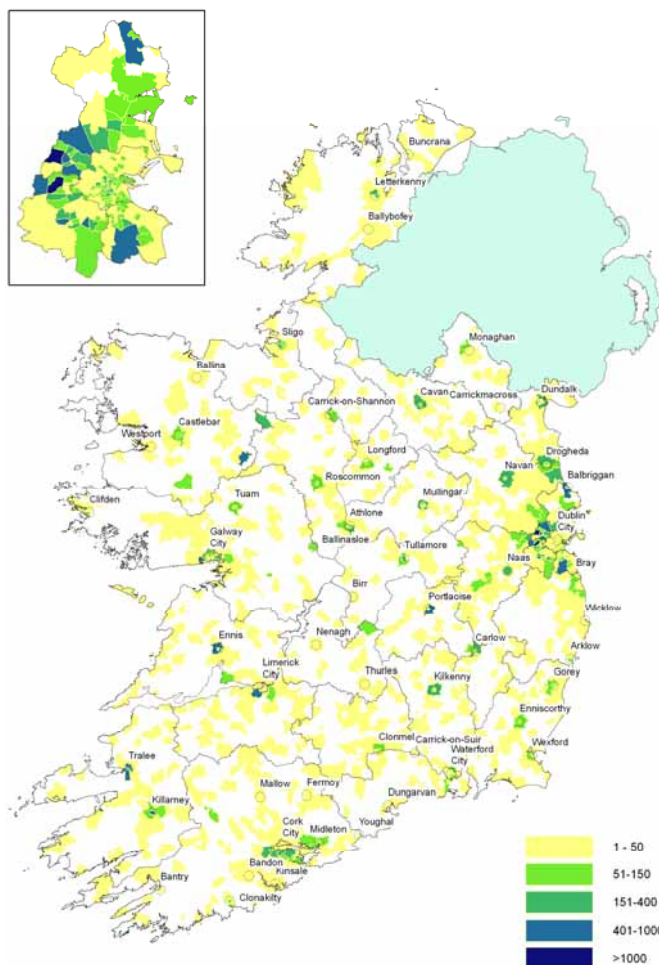 Buncrana
Letterkenny
Ballybofey
Sligo
Monaghan
Ballina
Dundalk
Cavan
Carrickmacross
Carrick-on-Shannon
Castlebar
Westport
Drogheda
Longford
Navan
Balbriggan
Roscommon
Clifden
Mullingar
Tuam
Dublin
City
Athlone
Galway
City
Ballinasloe
Tullamore
Naas
Bray
Birr
Portlaoise
Wicklow
Ennis
Nenagh
Carlow
Arklow
Limerick
City
Thurles
Kilkenny
Gorey
Enniscorthy
Clonmel
Carrick-on-Suir
Wexford
Waterford
City
Tralee
Mallow
Fermoy
Dungarvan
Killarney
Youghal
Cork
City
Midleton
Bandon
Kinsale
Bantry
Clonakilty
1 - 50
51-150
151-400
401-1000
>1000